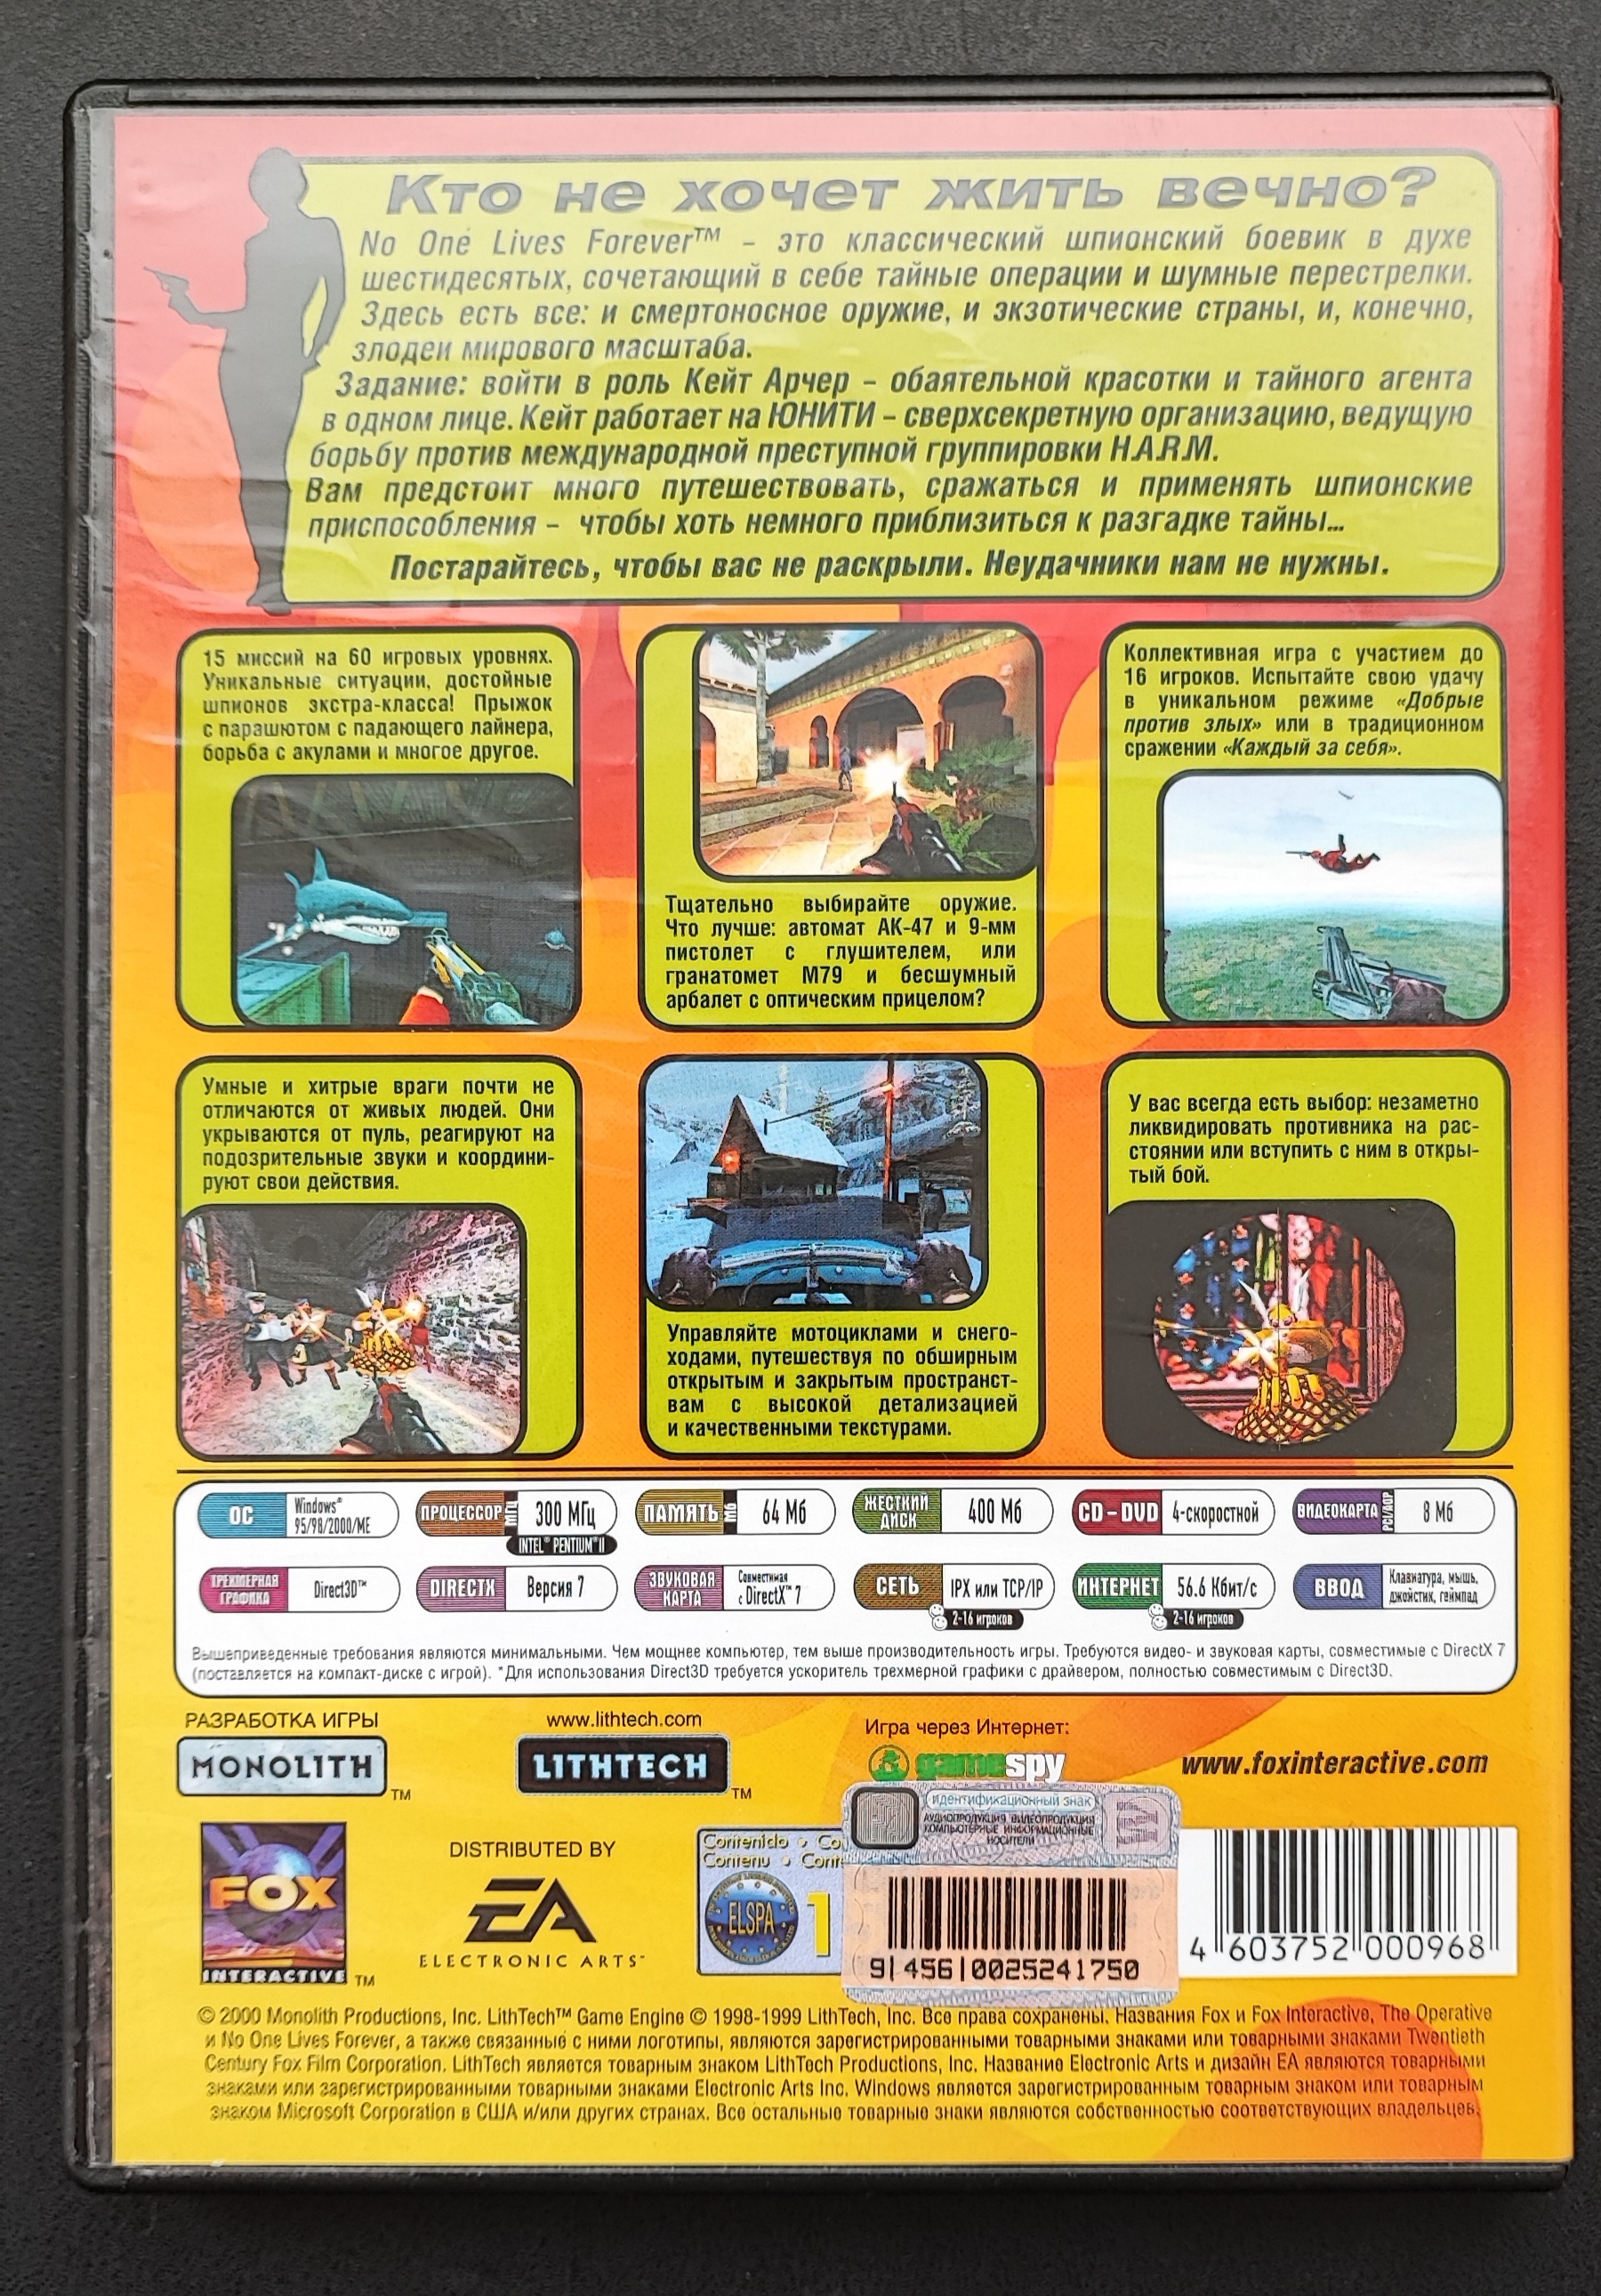 Кто не хочет жить вечно?
No One Lives Forever™ – это классический шпионский боевик в духе
шестидесятых, сочетающий в себе тайные операции и шумные перестрелки.
Здесь есть все: и смертоносное оружие, и экзотические страны, и, конечно,
злодеи мирового масштаба.
Задание: войти в роль Кейт Арчер – обаятельной красотки и тайного агента
в одном лице. Кейт работает на ЮНИТИ – сверхсекретную организацию, ведущую
борьбу против международной преступной группировки H.A.R.M.
Вам предстоит много путешествовать, сражаться и применять шпионские
приспособления – чтобы хоть немного приблизиться к разгадке тайны...
Постарайтесь, чтобы вас не раскрыли. Неудачники нам не нужны.
15 миссий на 60 игровых уровнях.
Уникальные ситуации, достойные
шпионов экстра-класса! Прыжок
с парашютом с падающего лайнера,
борьба с акулами и многое другое.
Тщательно выбирайте оружие.
Что лучше: автомат АК-47 и 9-мм
пистолет с глушителем, или
гранатомет М79 и бесшумный
арбалет с оптическим прицелом?
Коллективная игра с участием до
16 игроков. Испытайте свою удачу
в уникальном режиме «Добрые
против злых» или в традиционном
сражении «Каждый за себя».
Умные и хитрые враги почти не
отличаются от живых людей. Они
укрываются от пуль, реагируют на
подозрительные звуки и координи-
руют свои действия.
Управляйте мотоциклами и снего-
ходами, путешествуя по обширным
открытым и закрытым пространст-
вам с высокой детализацией
и качественными текстурами.
У вас всегда есть выбор: незаметно
ликвидировать противника на рас-
стоянии или вступить с ним в откры-
тый бой.
ОС Windows® 95/98/2000/ME
ПРОЦЕССОР МГЦ 300 МГц INTEL® PENTIUM® II
ПАМЯТЬ Мб 64 Мб
ЖЕСТКИЙ ДИСК 400 Мб
CD-DVD 4-скоростной
ВИДЕОКАРТА PCI/AGP 8 Мб
ТРЕХМЕРНАЯ ГРАФИКА Direct3D™
DIRECTX Версия 7
ЗВУКОВАЯ КАРТА Совместимая с DirectX™ 7
СЕТЬ IPX или TCP/IP 2-16 игроков
ИНТЕРНЕТ 56.6 Кбит/с 2-16 игроков
ВВОД Клавиатура, мышь, джойстик, геймпад
Вышеприведенные требования являются минимальными. Чем мощнее компьютер, тем выше производительность игры. Требуются видео- и звуковая карты, совместимые с DirectX 7
(поставляется на компакт-диске с игрой). *Для использования Direct3D требуется ускоритель трехмерной графики с драйвером, полностью совместимым с Direct3D.
РАЗРАБОТКА ИГРЫ
MONOLITH™
www.lithtech.com
LITHTECH™
Игра через Интернет:
gamespy
www.foxinteractive.com
FOX
INTERACTIVE™
DISTRIBUTED BY
EA
ELECTRONIC ARTS™
Contenido • Co
Contenu • Cont
ELSPA
1
идентификационный знак
АУДИОПРОДУКЦИЯ ВИДЕОПРОДУКЦИЯ
КОМПЬЮТЕРНЫЕ ИНФОРМАЦИОННЫЕ
НОСИТЕЛИ
9|456|0025241750
4 603752 000968
© 2000 Monolith Productions, Inc. LithTech™ Game Engine © 1998-1999 LithTech, Inc. Все права сохранены. Названия Fox и Fox Interactive, The Operative
и No One Lives Forever, а также связанные с ними логотипы, являются зарегистрированными товарными знаками или товарными знаками Twentieth
Century Fox Film Corporation. LithTech является товарным знаком LithTech Productions, Inc. Название Electronic Arts и дизайн EA являются товарными
знаками или зарегистрированными товарными знаками Electronic Arts Inc. Windows является зарегистрированным товарным знаком или товарным
знаком Microsoft Corporation в США и/или других странах. Все остальные товарные знаки являются собственностью соответствующих владельцев.